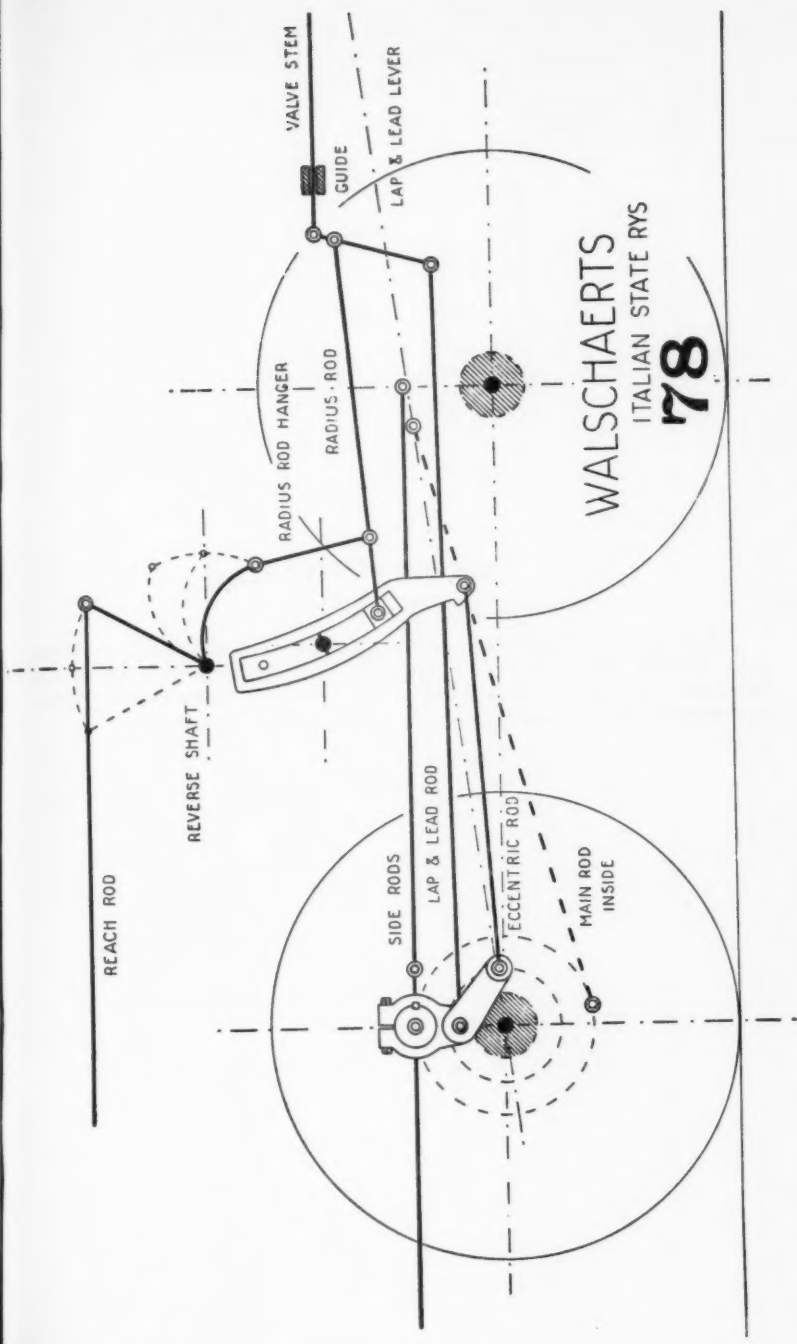 REACH ROD
REVERSE SHAFT
RADIUS ROD HANGER
RADIUS ROD
VALVE STEM
GUIDE
LAP & LEAD LEVER
SIDE RODS
LAP & LEAD ROD
ECCENTRIC ROD
MAIN ROD
INSIDE
WALSCHAERTS
ITALIAN STATE RYS
78